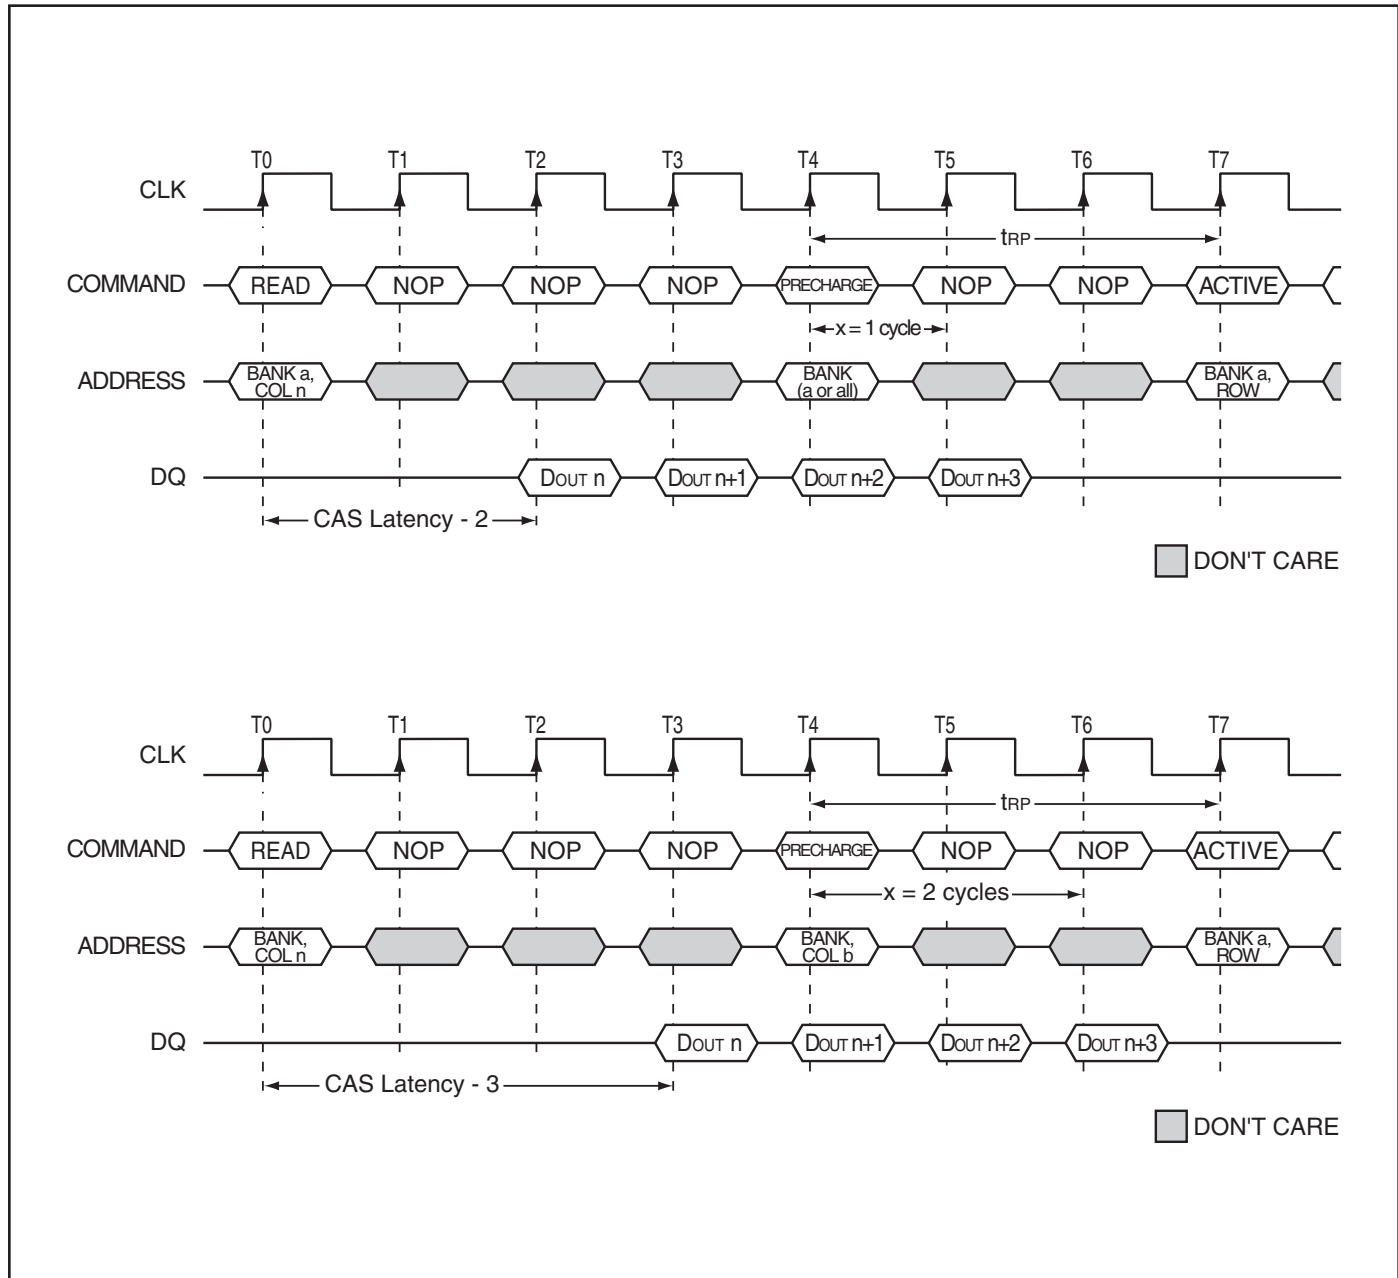 T0 T1 T2 T3 T4 T5 T6 T7
CLK
tRP
COMMAND READ NOP NOP NOP PRECHARGE NOP NOP ACTIVE
x = 1 cycle
ADDRESS BANK a, COL n BANK (a or all) BANK a, ROW
DQ DOUT n DOUT n+1 DOUT n+2 DOUT n+3
CAS Latency - 2
DON'T CARE
T0 T1 T2 T3 T4 T5 T6 T7
CLK
tRP
COMMAND READ NOP NOP NOP PRECHARGE NOP NOP ACTIVE
x = 2 cycles
ADDRESS BANK, COL n BANK, COL b BANK a, ROW
DQ DOUT n DOUT n+1 DOUT n+2 DOUT n+3
CAS Latency - 3
DON'T CARE